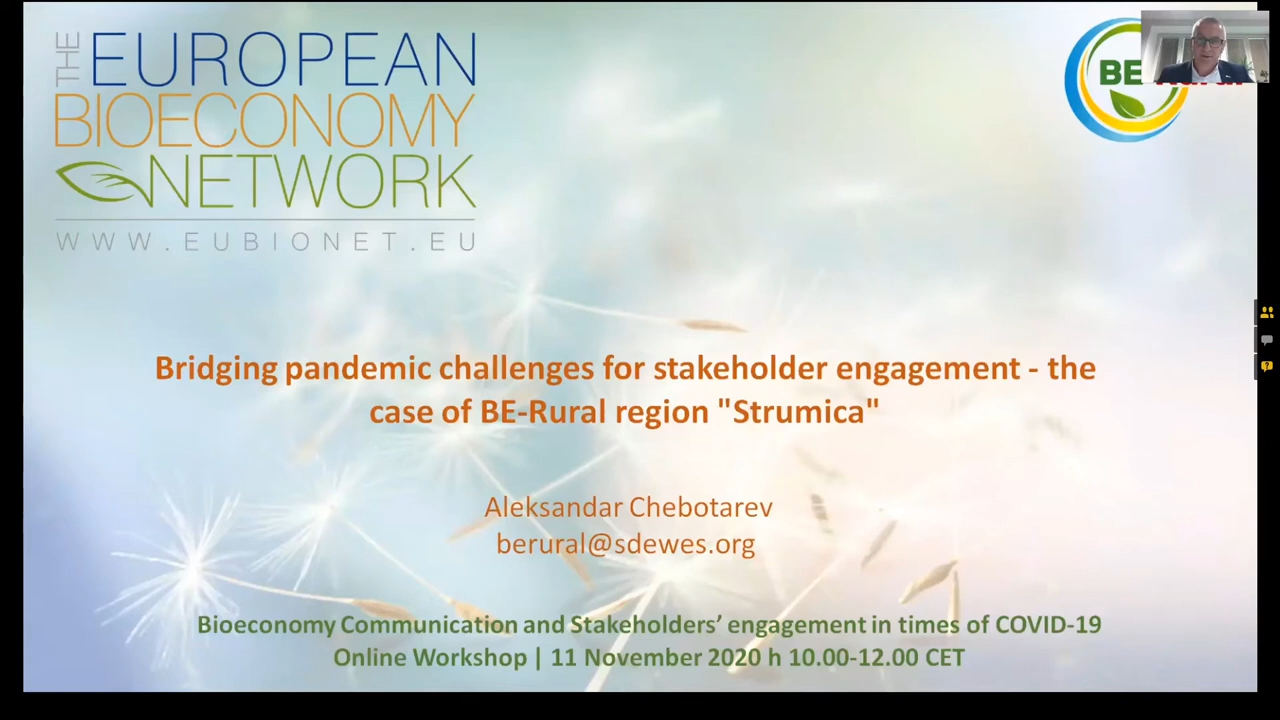 THE EUROPEAN
BIOECONOMY
NETWORK
WWW.EUBIONET.EU
BE
Bridging pandemic challenges for stakeholder engagement - the
case of BE-Rural region "Strumica"
Aleksandar Chebotarev
berural@sdewes.org
Bioeconomy Communication and Stakeholders’ engagement in times of COVID-19
Online Workshop | 11 November 2020 h 10.00-12.00 CET